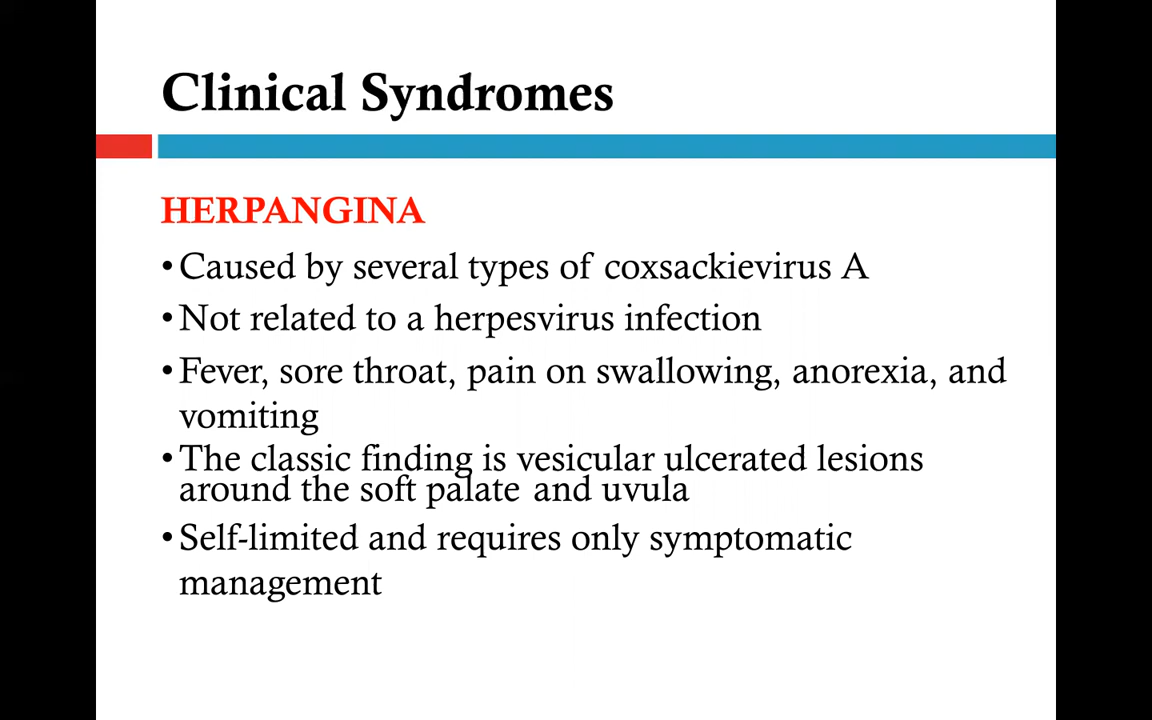 Clinical Syndromes
HERPANGINA
•Caused by several types of coxsackievirus A
•Not related to a herpesvirus infection
•Fever, sore throat, pain on swallowing, anorexia, and
vomiting
•The classic finding is vesicular ulcerated lesions
around the soft palate and uvula
•Self-limited and requires only symptomatic
management